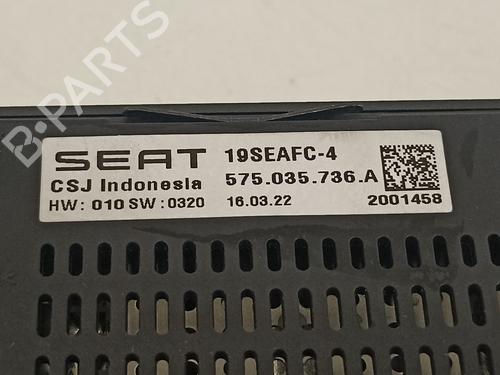 B-PARTS
SEAT 19SEAFC-4
CSJ Indonesia 575.035.736.A
HW: 010 SW: 0320 16.03.22 2001458